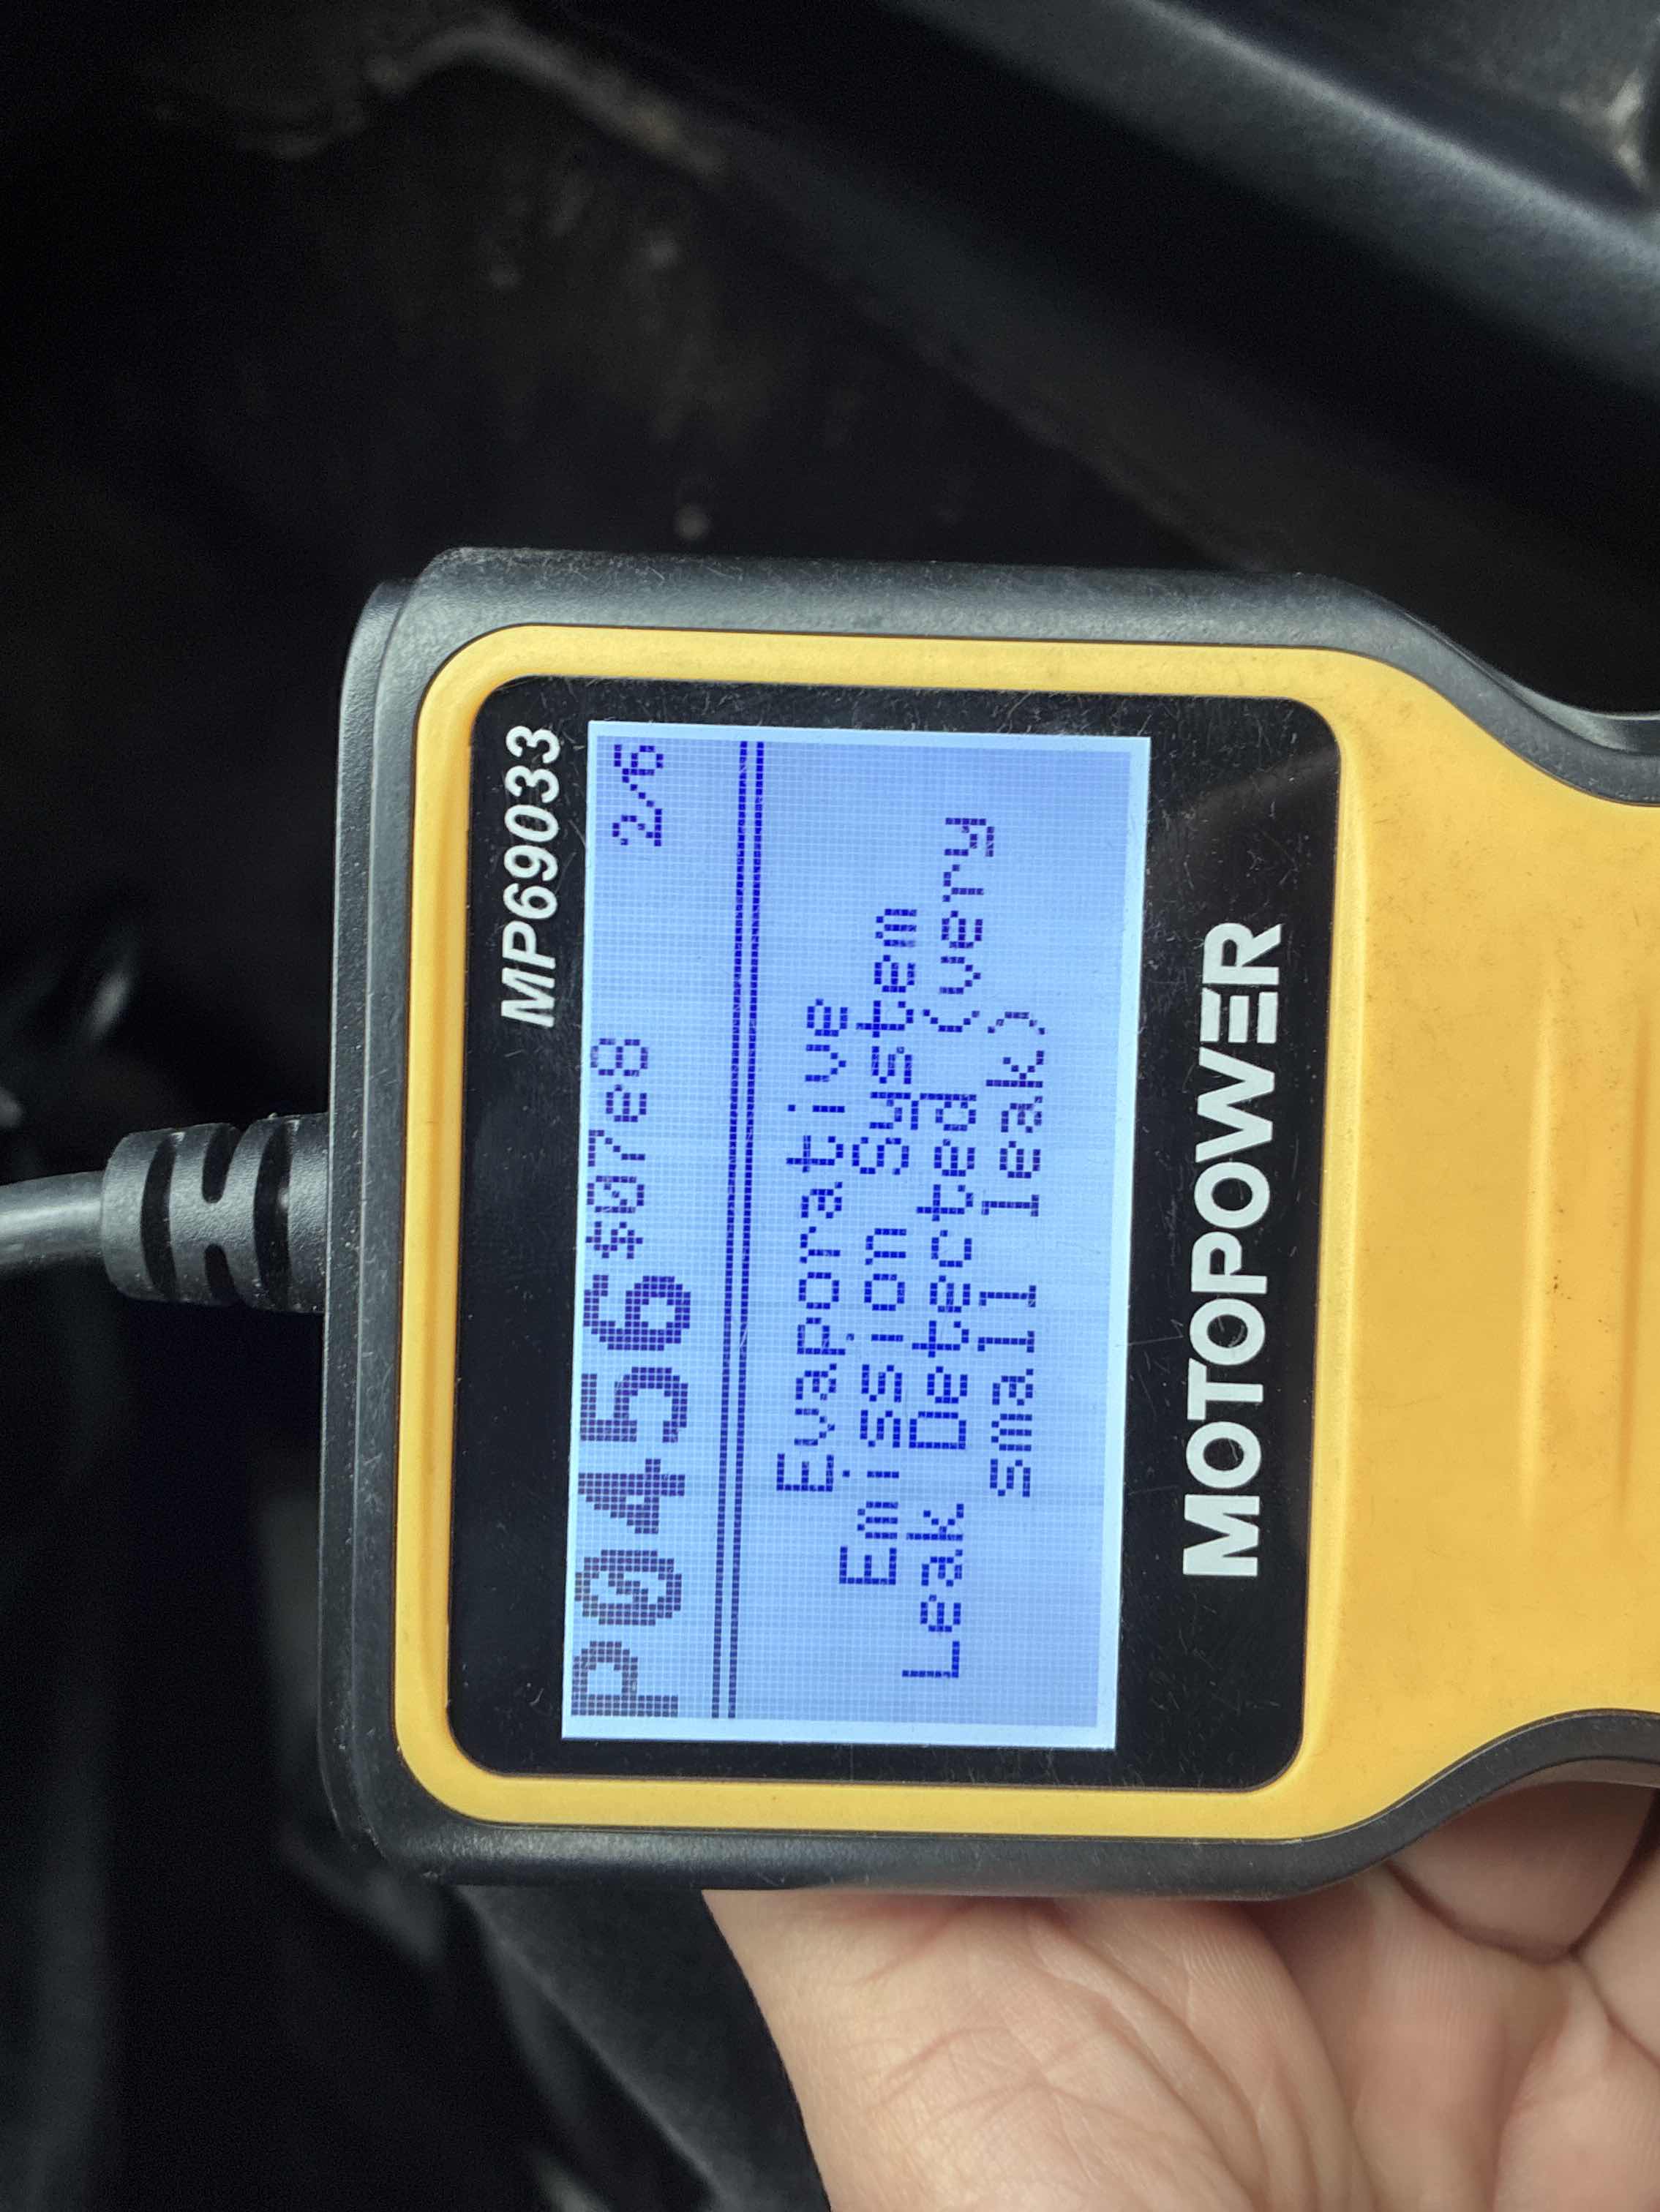 MP69033
P0456 $07e8 2/6
Evaporative
Emission System
Leak Detected (very
small leak)
MOTOPOWER